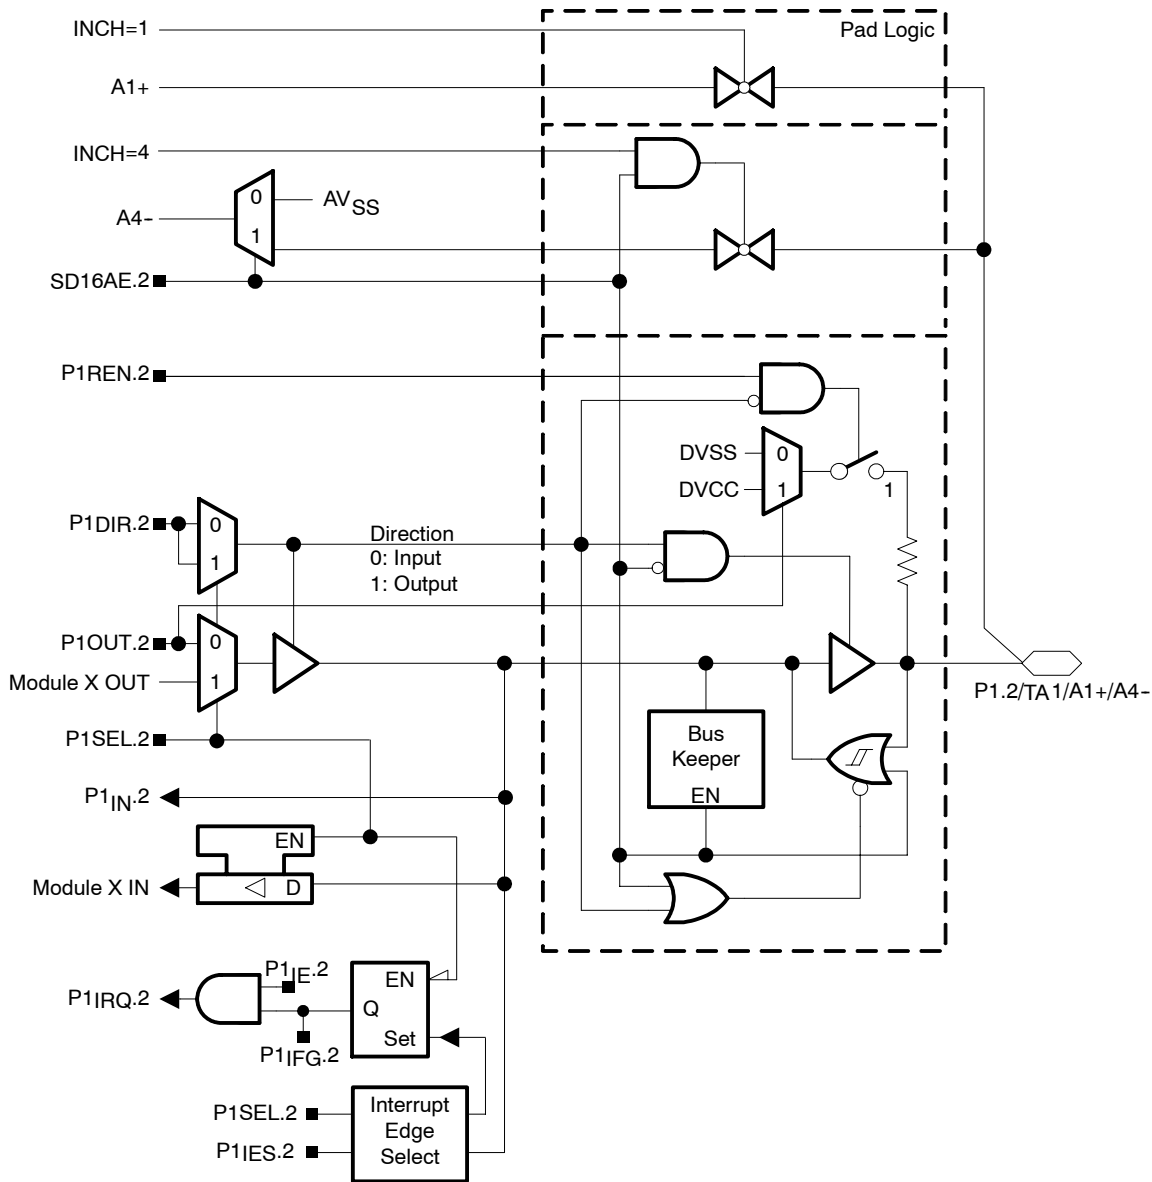 INCH=1
Pad Logic
A1+
INCH=4
0
AVSS
A4-
1
SD16AE.2
P1REN.2
DVSS
0
DVCC
1
1
P1DIR.2
0
1
Direction
0: Input
1: Output
P1OUT.2
0
Module X OUT
1
P1.2/TA1/A1+/A4-
P1SEL.2
Bus
Keeper
EN
P1IN.2
EN
Module X IN
D
P1IE.2
EN
P1IRQ.2
Q
Set
P1IFG.2
P1SEL.2
P1IES.2
Interrupt
Edge
Select